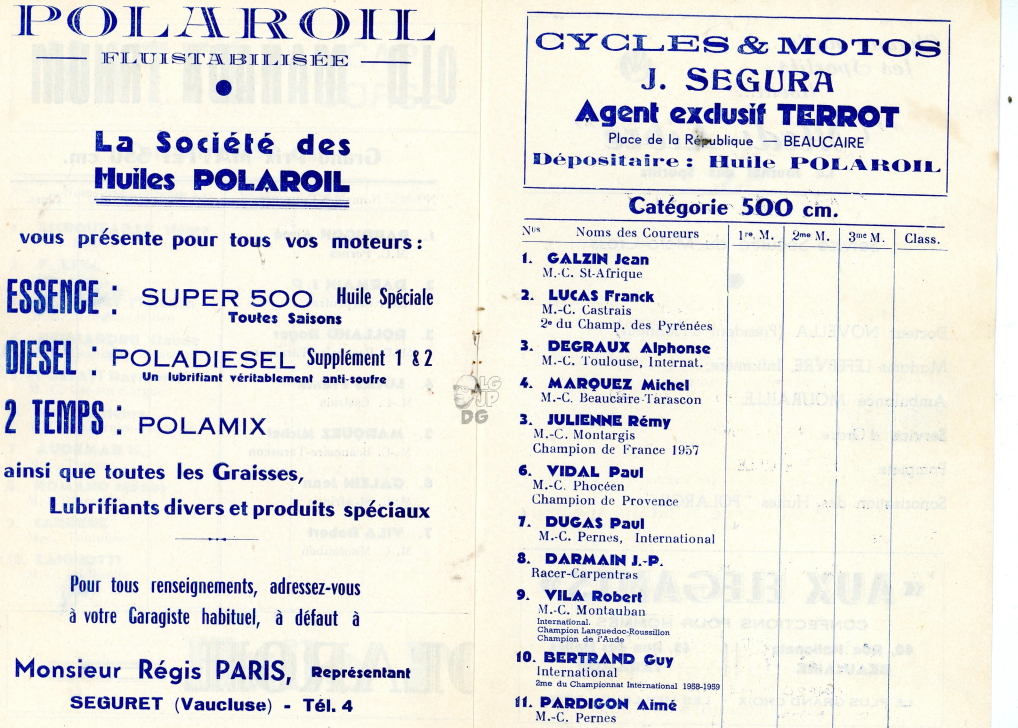 POLAROIL
FLUISTABILISÉE
La Société des
Huiles POLAROIL
vous présente pour tous vos moteurs :
ESSENCE : SUPER 500 Huile Spéciale
Toutes Saisons
DIESEL : POLADIESEL Supplément 1 & 2
Un lubrifiant véritablement anti-soufre
2 TEMPS : POLAMIX
ainsi que toutes les Graisses,
Lubrifiants divers et produits spéciaux
Pour tous renseignements, adressez-vous
à votre Garagiste habituel, à défaut à
Monsieur Régis PARIS, Représentant
SEGURET (Vaucluse) - Tél. 4
CYCLES & MOTOS
J. SEGURA
Agent exclusif TERROT
Place de la République - BEAUCAIRE
Dépositaire : Huile POLAROIL
Catégorie 500 cm.
Nus Noms des Coureurs 1re M. 2me M. 3me M. Class.
1. GALZIN Jean
M.-C. St-Afrique
2. LUCAS Franck
M.-C. Castrais
2e du Champ. des Pyrénées
3. DEGRAUX Alphonse
M.-C. Toulouse, Internat.
4. MARQUEZ Michel
M.-C. Beaucaire-Tarascon
3. JULIENNE Rémy
M.-C. Montargis
Champion de France 1957
6. VIDAL Paul
M.-C. Phocéen
Champion de Provence
7. DUGAS Paul
M.-C. Pernes, International
8. DARMAIN J.-P.
Racer-Carpentras
9. VILA Robert
M.-C. Montauban
International.
Champion Languedoc-Roussillon
Champion de l'Aude
10. BERTRAND Guy
International
2me du Championnat International 1958-1959
11. PARDIGON Aimé
M.-C. Pernes
LG
JP
DG